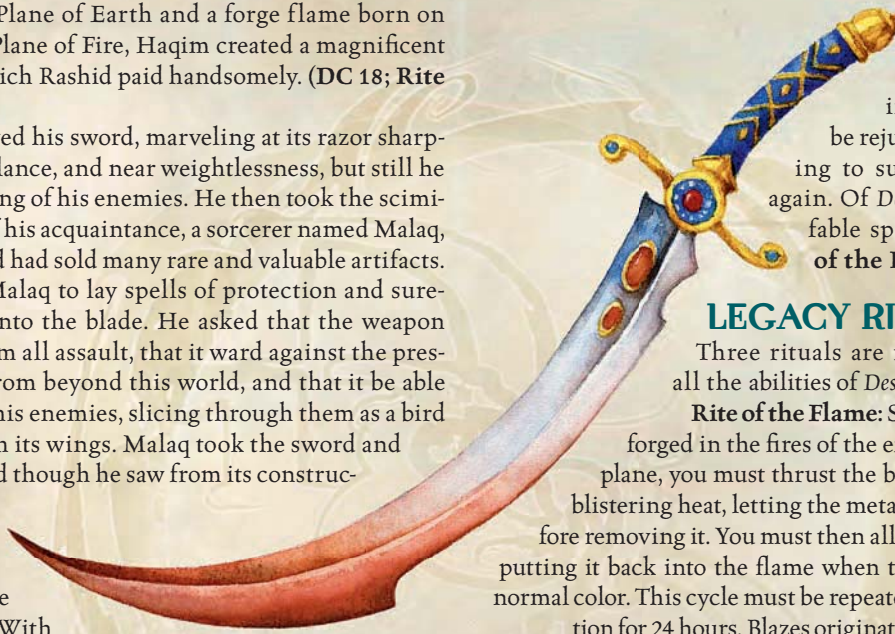 Plane of Earth and a forge flame born on
Plane of Fire, Haqim created a magnificent
ich Rashid paid handsomely. (DC 18; Rite
ed his sword, marveling at its razor sharp-
lance, and near weightlessness, but still he
ng of his enemies. He then took the scimi-
his acquaintance, a sorcerer named Malaq,
d had sold many rare and valuable artifacts.
Malaq to lay spells of protection and sure-
nto the blade. He asked that the weapon
m all assault, that it ward against the pres-
rom beyond this world, and that it be able
his enemies, slicing through them as a bird
n its wings. Malaq took the sword and
d though he saw from its construc-
e
With
i
be reju
ing to su
again. Of D
fable sp
of the
LEGACY RI
Three rituals are
all the abilities of Des
Rite of the Flame: S
forged in the fires of the e
plane, you must thrust the b
blistering heat, letting the meta
fore removing it. You must then all
putting it back into the flame when t
normal color. This cycle must be repeate
tion for 24 hours. Blazes originat